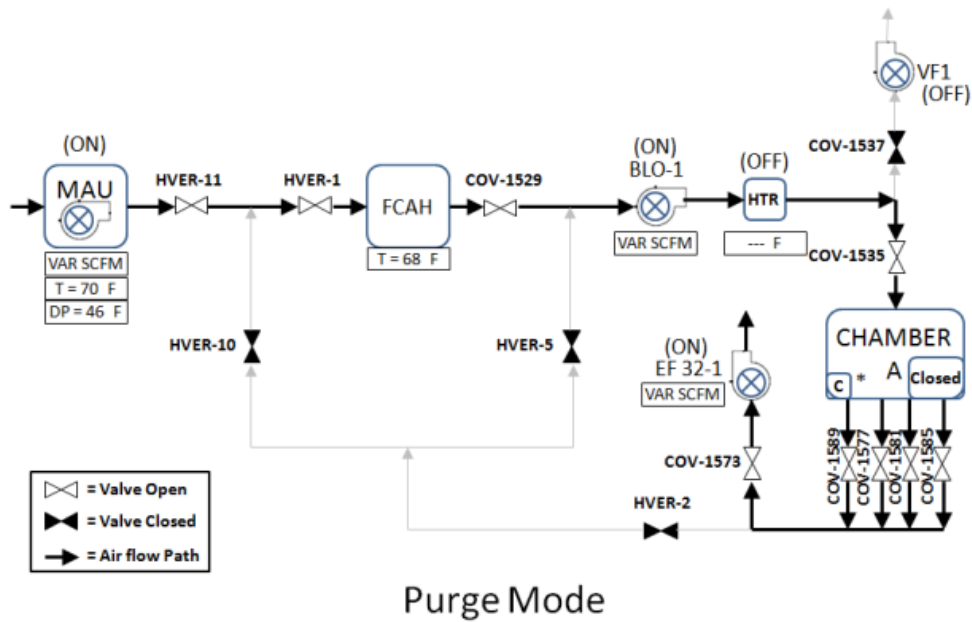 VF1
(OFF)
COV-1537
(ON)
MAU
VAR SCFM
T = 70 F
DP = 46 F
HVER-11
HVER-1
FCAH
T = 68 F
COV-1529
(ON)
BLO-1
VAR SCFM
(OFF)
HTR
--- F
COV-1535
HVER-10
HVER-5
(ON)
EF 32-1
VAR SCFM
CHAMBER
A
C
*
Closed
COV-1589
COV-1577
COV-1581
COV-1585
COV-1573
HVER-2
= Valve Open
= Valve Closed
= Air flow Path
Purge Mode